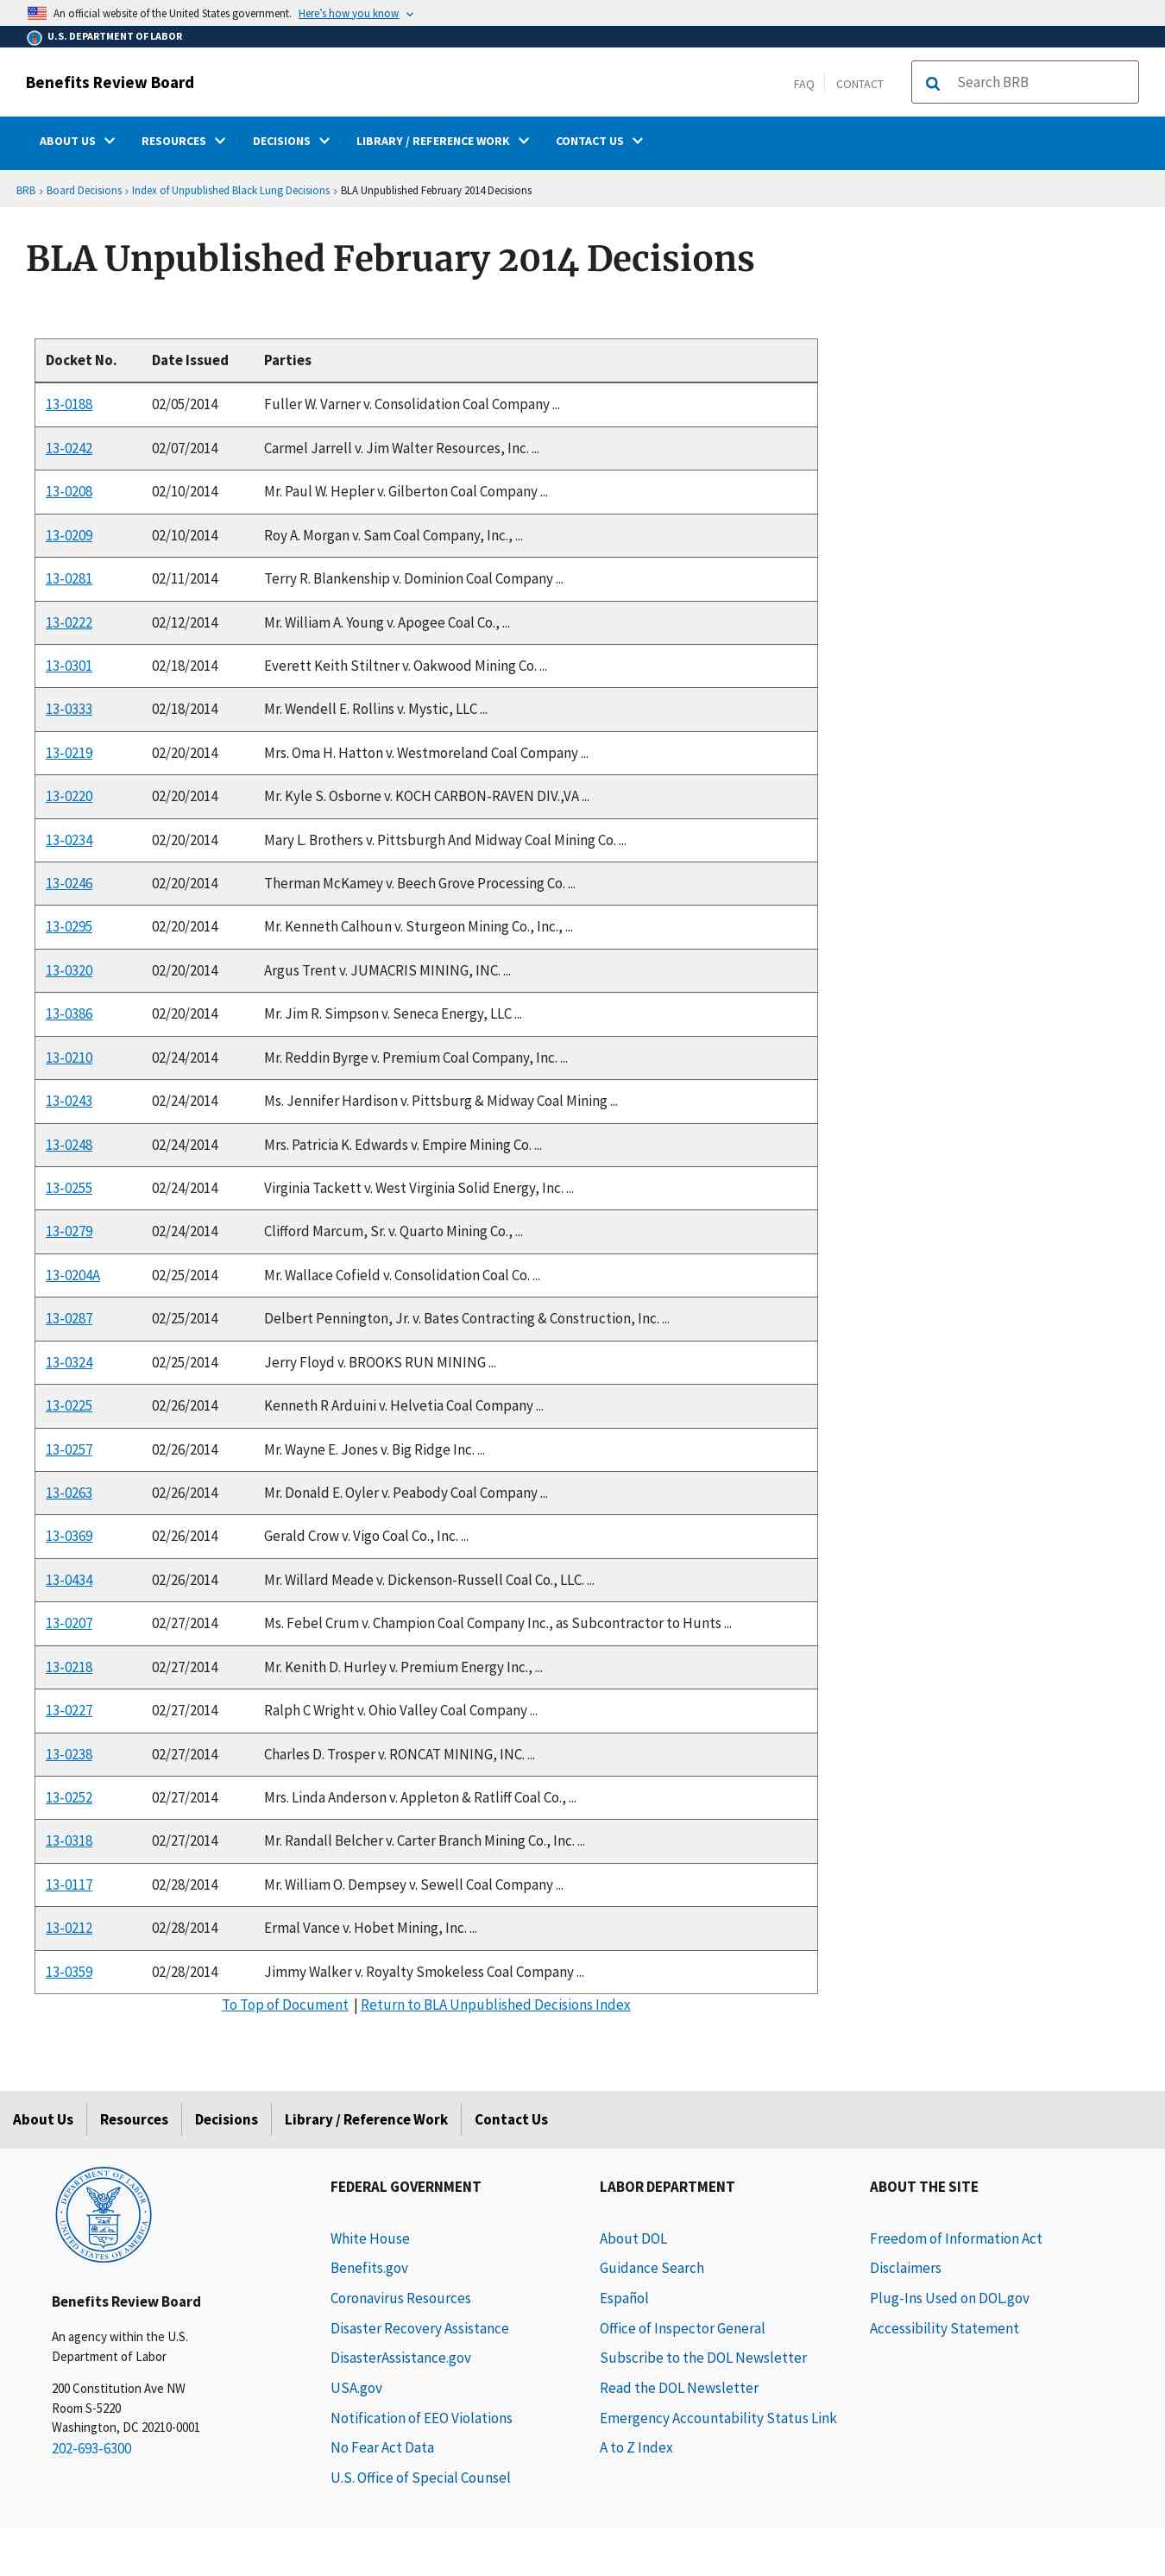 An official website of the United States government. Here's how you know
U.S. DEPARTMENT OF LABOR
Benefits Review Board
FAQ CONTACT Search BRB
ABOUT US RESOURCES DECISIONS LIBRARY / REFERENCE WORK CONTACT US
BRB › Board Decisions › Index of Unpublished Black Lung Decisions › BLA Unpublished February 2014 Decisions
BLA Unpublished February 2014 Decisions
Docket No. Date Issued Parties
13-0188 02/05/2014 Fuller W. Varner v. Consolidation Coal Company ...
13-0242 02/07/2014 Carmel Jarrell v. Jim Walter Resources, Inc. ...
13-0208 02/10/2014 Mr. Paul W. Hepler v. Gilberton Coal Company ...
13-0209 02/10/2014 Roy A. Morgan v. Sam Coal Company, Inc., ...
13-0281 02/11/2014 Terry R. Blankenship v. Dominion Coal Company ...
13-0222 02/12/2014 Mr. William A. Young v. Apogee Coal Co., ...
13-0301 02/18/2014 Everett Keith Stiltner v. Oakwood Mining Co. ...
13-0333 02/18/2014 Mr. Wendell E. Rollins v. Mystic, LLC ...
13-0219 02/20/2014 Mrs. Oma H. Hatton v. Westmoreland Coal Company ...
13-0220 02/20/2014 Mr. Kyle S. Osborne v. KOCH CARBON-RAVEN DIV.,VA ...
13-0234 02/20/2014 Mary L. Brothers v. Pittsburgh And Midway Coal Mining Co. ...
13-0246 02/20/2014 Therman McKamey v. Beech Grove Processing Co. ...
13-0295 02/20/2014 Mr. Kenneth Calhoun v. Sturgeon Mining Co., Inc., ...
13-0320 02/20/2014 Argus Trent v. JUMACRIS MINING, INC. ...
13-0386 02/20/2014 Mr. Jim R. Simpson v. Seneca Energy, LLC ...
13-0210 02/24/2014 Mr. Reddin Byrge v. Premium Coal Company, Inc. ...
13-0243 02/24/2014 Ms. Jennifer Hardison v. Pittsburg & Midway Coal Mining ...
13-0248 02/24/2014 Mrs. Patricia K. Edwards v. Empire Mining Co. ...
13-0255 02/24/2014 Virginia Tackett v. West Virginia Solid Energy, Inc. ...
13-0279 02/24/2014 Clifford Marcum, Sr. v. Quarto Mining Co., ...
13-0204A 02/25/2014 Mr. Wallace Cofield v. Consolidation Coal Co. ...
13-0287 02/25/2014 Delbert Pennington, Jr. v. Bates Contracting & Construction, Inc. ...
13-0324 02/25/2014 Jerry Floyd v. BROOKS RUN MINING ...
13-0225 02/26/2014 Kenneth R Arduini v. Helvetia Coal Company ...
13-0257 02/26/2014 Mr. Wayne E. Jones v. Big Ridge Inc. ...
13-0263 02/26/2014 Mr. Donald E. Oyler v. Peabody Coal Company ...
13-0369 02/26/2014 Gerald Crow v. Vigo Coal Co., Inc. ...
13-0434 02/26/2014 Mr. Willard Meade v. Dickenson-Russell Coal Co., LLC. ...
13-0207 02/27/2014 Ms. Febel Crum v. Champion Coal Company Inc., as Subcontractor to Hunts ...
13-0218 02/27/2014 Mr. Kenith D. Hurley v. Premium Energy Inc., ...
13-0227 02/27/2014 Ralph C Wright v. Ohio Valley Coal Company ...
13-0238 02/27/2014 Charles D. Trosper v. RONCAT MINING, INC. ...
13-0252 02/27/2014 Mrs. Linda Anderson v. Appleton & Ratliff Coal Co., ...
13-0318 02/27/2014 Mr. Randall Belcher v. Carter Branch Mining Co., Inc. ...
13-0117 02/28/2014 Mr. William O. Dempsey v. Sewell Coal Company ...
13-0212 02/28/2014 Ermal Vance v. Hobet Mining, Inc. ...
13-0359 02/28/2014 Jimmy Walker v. Royalty Smokeless Coal Company ...
To Top of Document | Return to BLA Unpublished Decisions Index
About Us Resources Decisions Library / Reference Work Contact Us
DEPARTMENT OF LABOR
UNITED STATES OF AMERICA
Benefits Review Board
An agency within the U.S.
Department of Labor
200 Constitution Ave NW
Room S-5220
Washington, DC 20210-0001
202-693-6300
FEDERAL GOVERNMENT
White House
Benefits.gov
Coronavirus Resources
Disaster Recovery Assistance
DisasterAssistance.gov
USA.gov
Notification of EEO Violations
No Fear Act Data
U.S. Office of Special Counsel
LABOR DEPARTMENT
About DOL
Guidance Search
Español
Office of Inspector General
Subscribe to the DOL Newsletter
Read the DOL Newsletter
Emergency Accountability Status Link
A to Z Index
ABOUT THE SITE
Freedom of Information Act
Disclaimers
Plug-Ins Used on DOL.gov
Accessibility Statement